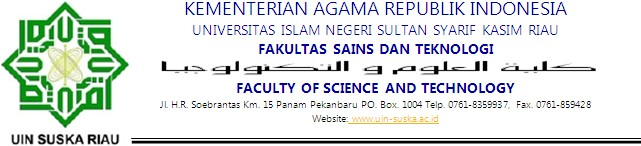 KEMENTERIAN AGAMA REPUBLIK INDONESIA
UNIVERSITAS ISLAM NEGERI SULTAN SYARIF KASIM RIAU
FAKULTAS SAINS DAN TEKNOLOGI
كلية العلوم و التكنولوجيا
FACULTY OF SCIENCE AND TECHNOLOGY
Jl. H.R. Soebrantas Km. 15 Panam Pekanbaru PO. Box. 1004 Telp. 0761-8359937, Fax. 0761-859428
Website: www.uin-suska.ac.id
UIN SUSKA RIAU